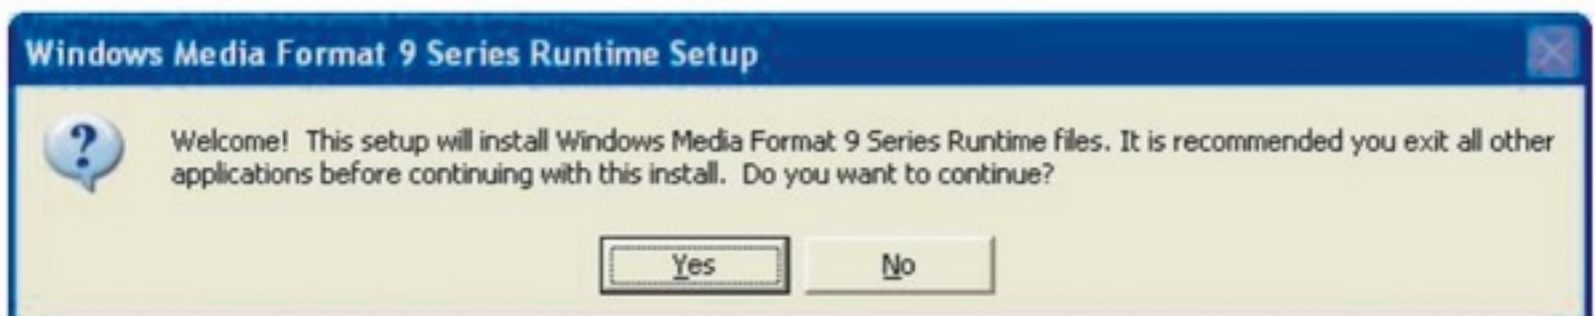 Windows Media Format 9 Series Runtime Setup
?
Welcome!  This setup will install Windows Media Format 9 Series Runtime files. It is recommended you exit all other
applications before continuing with this install.  Do you want to continue?
Yes
No